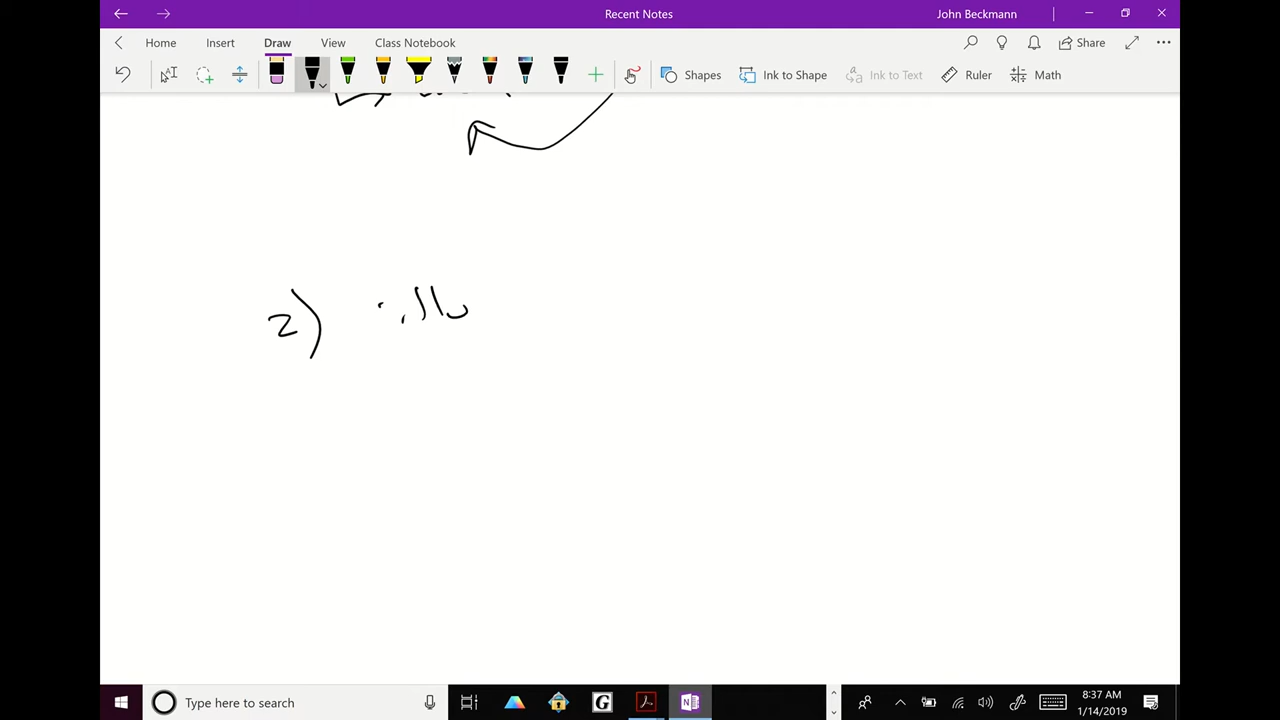 Recent Notes
John Beckmann
Home Insert Draw View Class Notebook
Share
Shapes Ink to Shape Ink to Text Ruler Math
2)
Type here to search
8:37 AM
1/14/2019